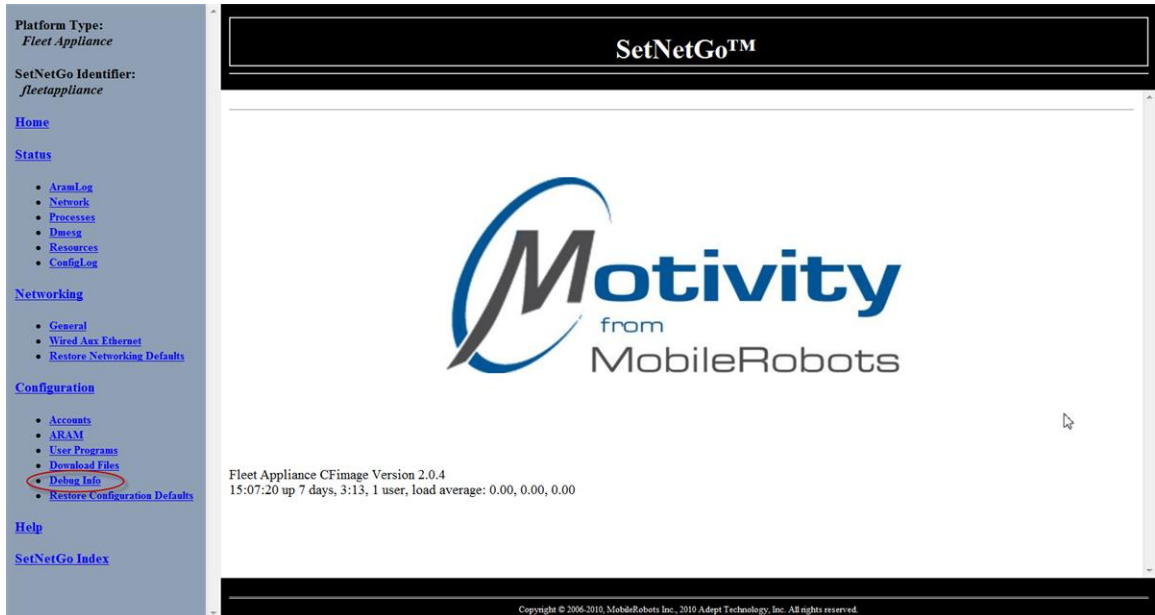 Platform Type:
Fleet Appliance
SetNetGo Identifier:
fleetappliance
Home
Status
AramLog
Network
Processes
Dmesg
Resources
ConfigLog
Networking
General
Wired Aux Ethernet
Restore Networking Defaults
Configuration
Accounts
ARAM
User Programs
Download Files
Debug Info
Restore Configuration Defaults
Help
SetNetGo Index
SetNetGo™
Motivity
from
MobileRobots
Fleet Appliance CFimage Version 2.0.4
15:07:20 up 7 days, 3:13, 1 user, load average: 0.00, 0.00, 0.00
Copyright © 2006-2010, MobileRobots Inc., 2010 Adept Technology, Inc. All rights reserved.